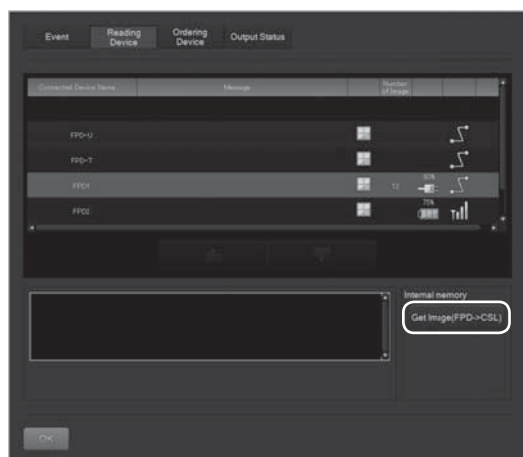 Event
Reading Device
Ordering Device
Output Status
Connected Device Name Message Number of Image
FPD-U
FPD-T
FPD1 12 80%
FPD2 75%
Internal memory
Get Image(FPD->CSL)
OK